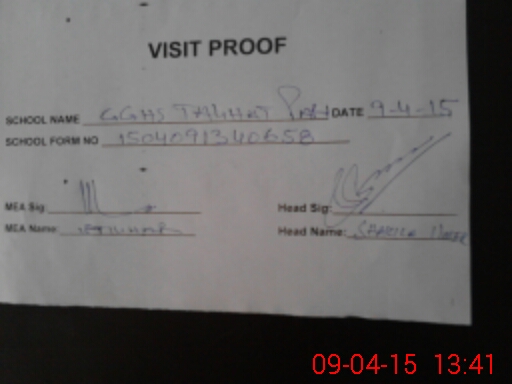 VISIT PROOF
SCHOOL NAME GGHS DATE 9-4-15
SCHOOL FORM NO 1504091340658
MEA Sig: Head Sig:
MEA Name: Head Name:
09-04-15 13:41